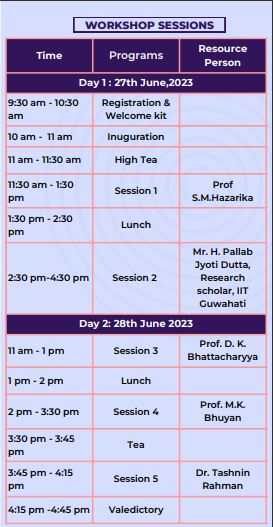 WORKSHOP SESSIONS
Time Programs Resource Person
Day 1 : 27th June,2023
9:30 am - 10:30 am Registration & Welcome kit
10 am - 11 am Inuguration
11 am - 11:30 am High Tea
11:30 am - 1:30 pm Session 1 Prof S.M.Hazarika
1:30 pm - 2:30 pm Lunch
2:30 pm-4:30 pm Session 2 Mr. H. Pallab Jyoti Dutta, Research scholar, IIT Guwahati
Day 2: 28th June 2023
11 am - 1 pm Session 3 Prof. D. K. Bhattacharyya
1 pm - 2 pm Lunch
2 pm - 3:30 pm Session 4 Prof. M.K. Bhuyan
3:30 pm - 3:45 pm Tea
3:45 pm - 4:15 pm Session 5 Dr. Tashnin Rahman
4:15 pm -4:45 pm Valedictory